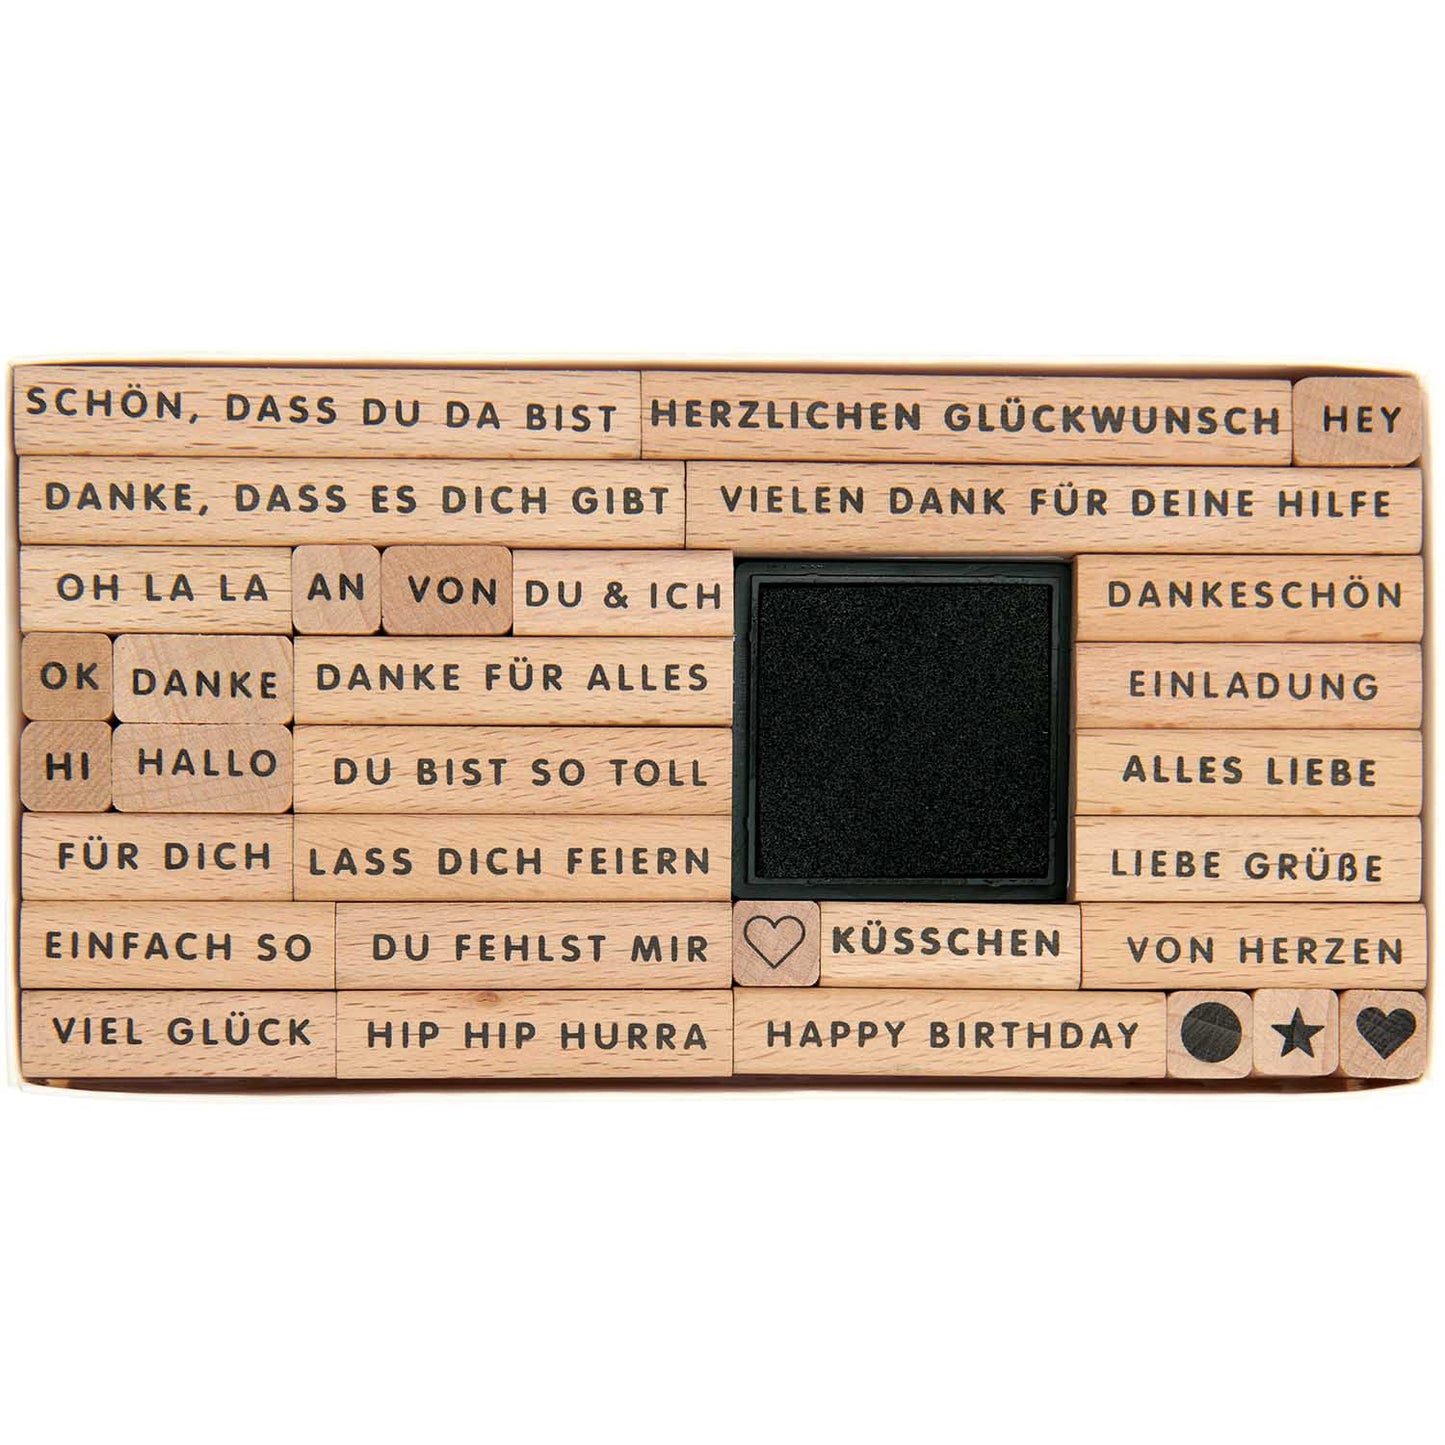 SCHÖN, DASS DU DA BIST
HERZLICHEN GLÜCKWUNSCH
HEY
DANKE, DASS ES DICH GIBT
VIELEN DANK FÜR DEINE HILFE
OH LA LA
AN
VON
DU & ICH
DANKESCHÖN
OK
DANKE
DANKE FÜR ALLES
EINLADUNG
HI
HALLO
DU BIST SO TOLL
ALLES LIEBE
FÜR DICH
LASS DICH FEIERN
LIEBE GRÜßE
EINFACH SO
DU FEHLST MIR
KÜSSCHEN
VON HERZEN
VIEL GLÜCK
HIP HIP HURRA
HAPPY BIRTHDAY